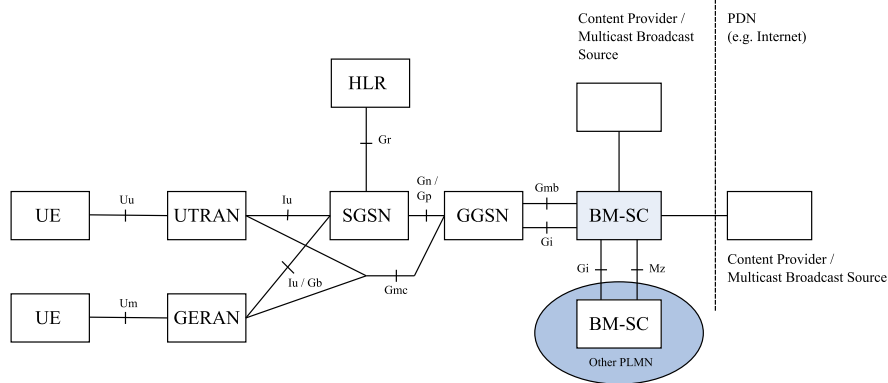 Content Provider /
Multicast Broadcast
Source
PDN
(e.g. Internet)
HLR
Gr
Gn /
Gp
Gmb
Uu
Iu
UE
UTRAN
SGSN
GGSN
BM-SC
Gi
Content Provider /
Multicast Broadcast Source
Iu / Gb
Gmc
Gi
Mz
Um
UE
GERAN
BM-SC
Other PLMN